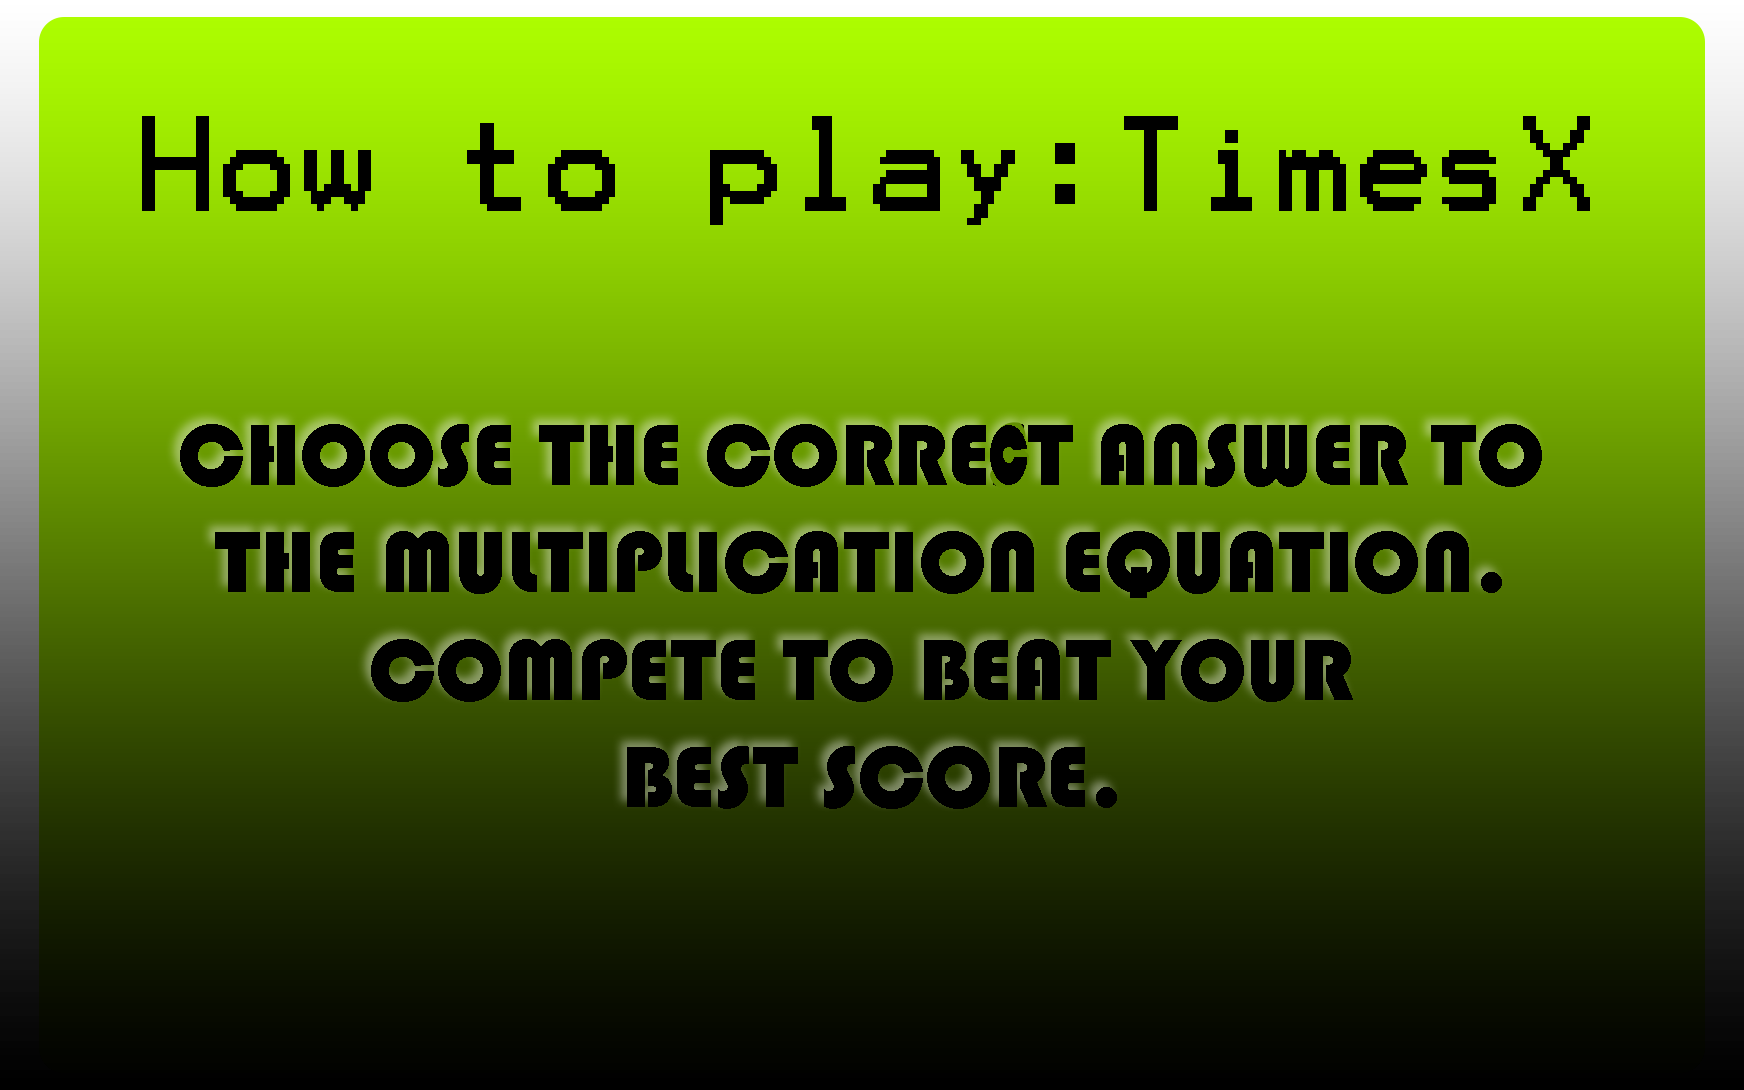 How to play:TimesX
CHOOSE THE CORRECT ANSWER TO
THE MULTIPLICATION EQUATION.
COMPETE TO BEAT YOUR
BEST SCORE.